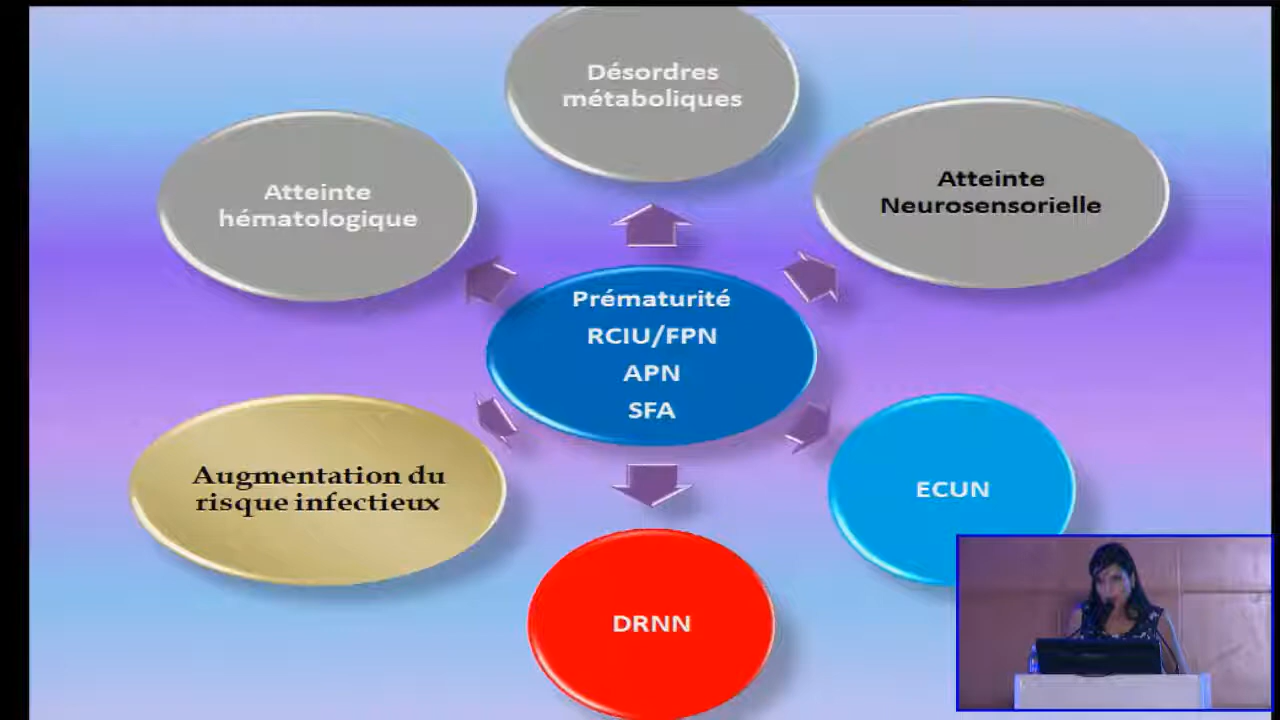 Désordres
métaboliques
Atteinte
hématologique
Atteinte
Neurosensorielle
Prématurité
RCIU/FPN
APN
SFA
Augmentation du
risque infectieux
ECUN
DRNN